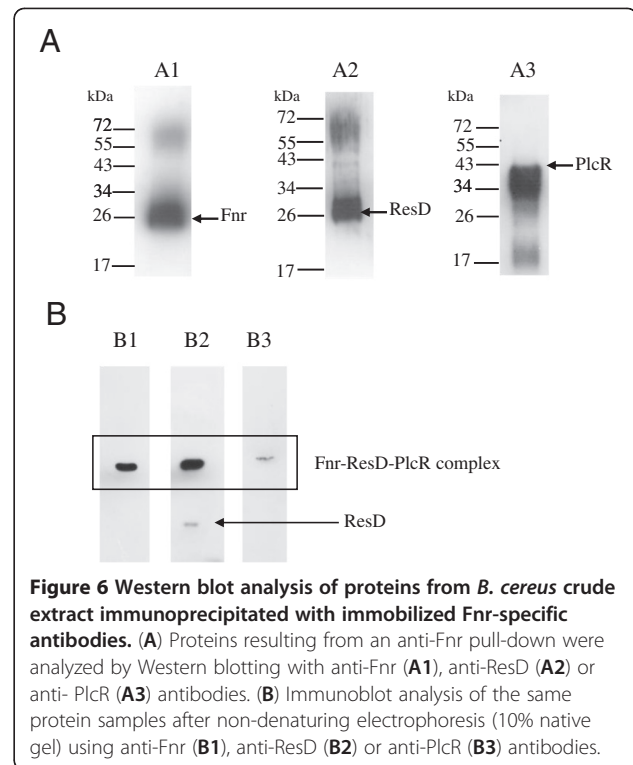 A
A1
A2
A3
kDa
72
55
43
34
26
17
Fnr
kDa
72
55
43
34
26
17
ResD
kDa
72
55
43
34
26
17
PlcR
B
B1
B2
B3
Fnr-ResD-PlcR complex
ResD
Figure 6 Western blot analysis of proteins from B. cereus crude
extract immunoprecipitated with immobilized Fnr-specific
antibodies. (A) Proteins resulting from an anti-Fnr pull-down were
analyzed by Western blotting with anti-Fnr (A1), anti-ResD (A2) or
anti- PlcR (A3) antibodies. (B) Immunoblot analysis of the same
protein samples after non-denaturing electrophoresis (10% native
gel) using anti-Fnr (B1), anti-ResD (B2) or anti-PlcR (B3) antibodies.